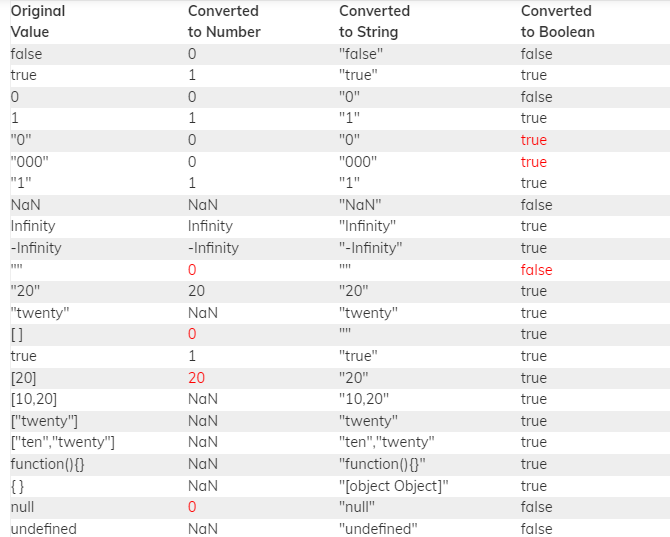 Original Value Converted to Number Converted to String Converted to Boolean
false 0 "false" false
true 1 "true" true
0 0 "0" false
1 1 "1" true
"0" 0 "0" true
"000" 0 "000" true
"1" 1 "1" true
NaN NaN "NaN" false
Infinity Infinity "Infinity" true
-Infinity -Infinity "-Infinity" true
"" 0 "" false
"20" 20 "20" true
"twenty" NaN "twenty" true
[ ] 0 "" true
true 1 "true" true
[20] 20 "20" true
[10,20] NaN "10,20" true
["twenty"] NaN "twenty" true
["ten","twenty"] NaN "ten","twenty" true
function(){} NaN "function(){}" true
{ } NaN "[object Object]" true
null 0 "null" false
undefined NaN "undefined" false